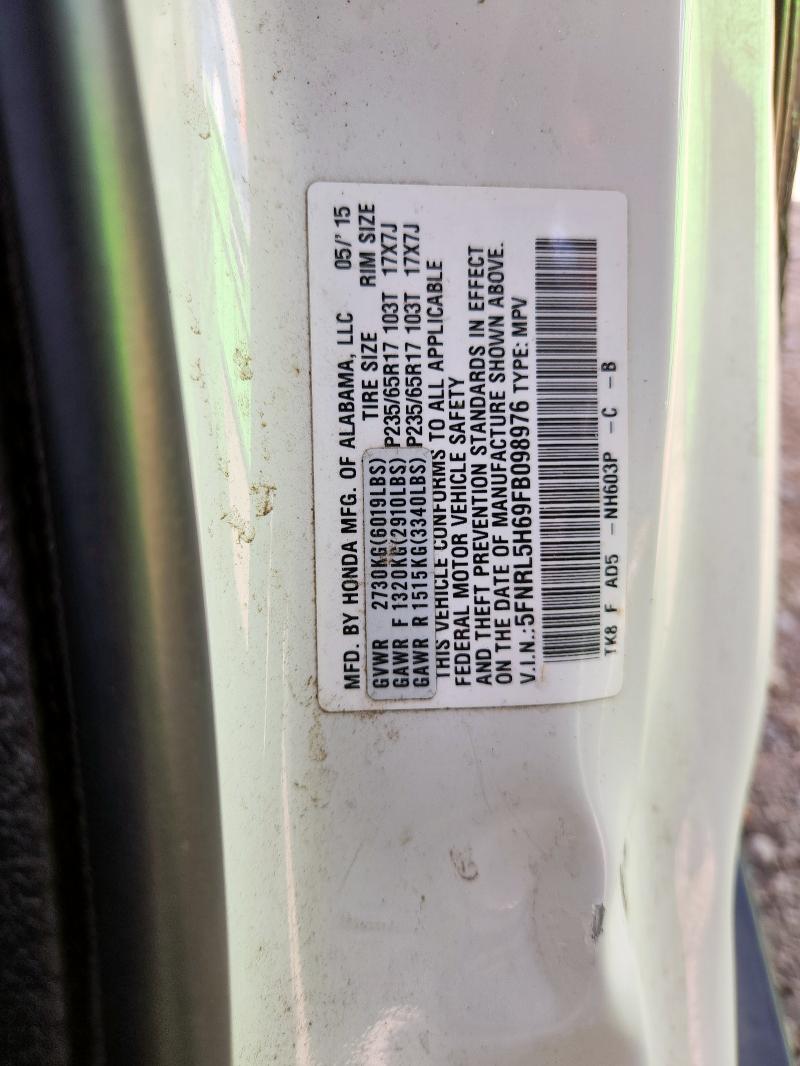 MFD. BY HONDA MFG. OF ALABAMA, LLC 05/'15
GVWR 2730KG(6019LBS) TIRE SIZE RIM SIZE
GAWR F 1320KG(2910LBS) P235/65R17 103T 17X7J
GAWR R 1515KG(3340LBS) P235/65R17 103T 17X7J
THIS VEHICLE CONFORMS TO ALL APPLICABLE
FEDERAL MOTOR VEHICLE SAFETY
AND THEFT PREVENTION STANDARDS IN EFFECT
ON THE DATE OF MANUFACTURE SHOWN ABOVE.
V.I.N.:5FNRL5H69FB098976 TYPE: MPV
TK8 F AD5 - NH603P - C - B